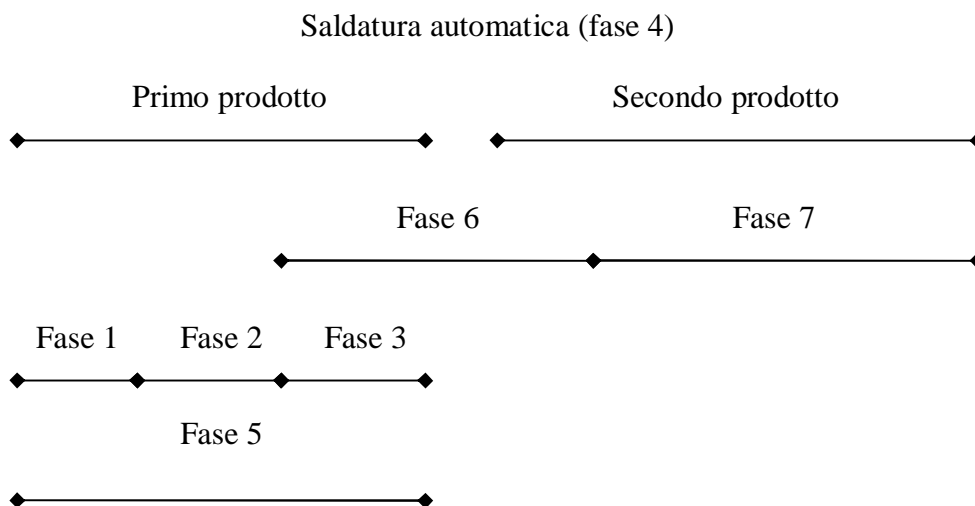 Saldatura automatica (fase 4)
Primo prodotto Secondo prodotto
Fase 6 Fase 7
Fase 1 Fase 2 Fase 3
Fase 5